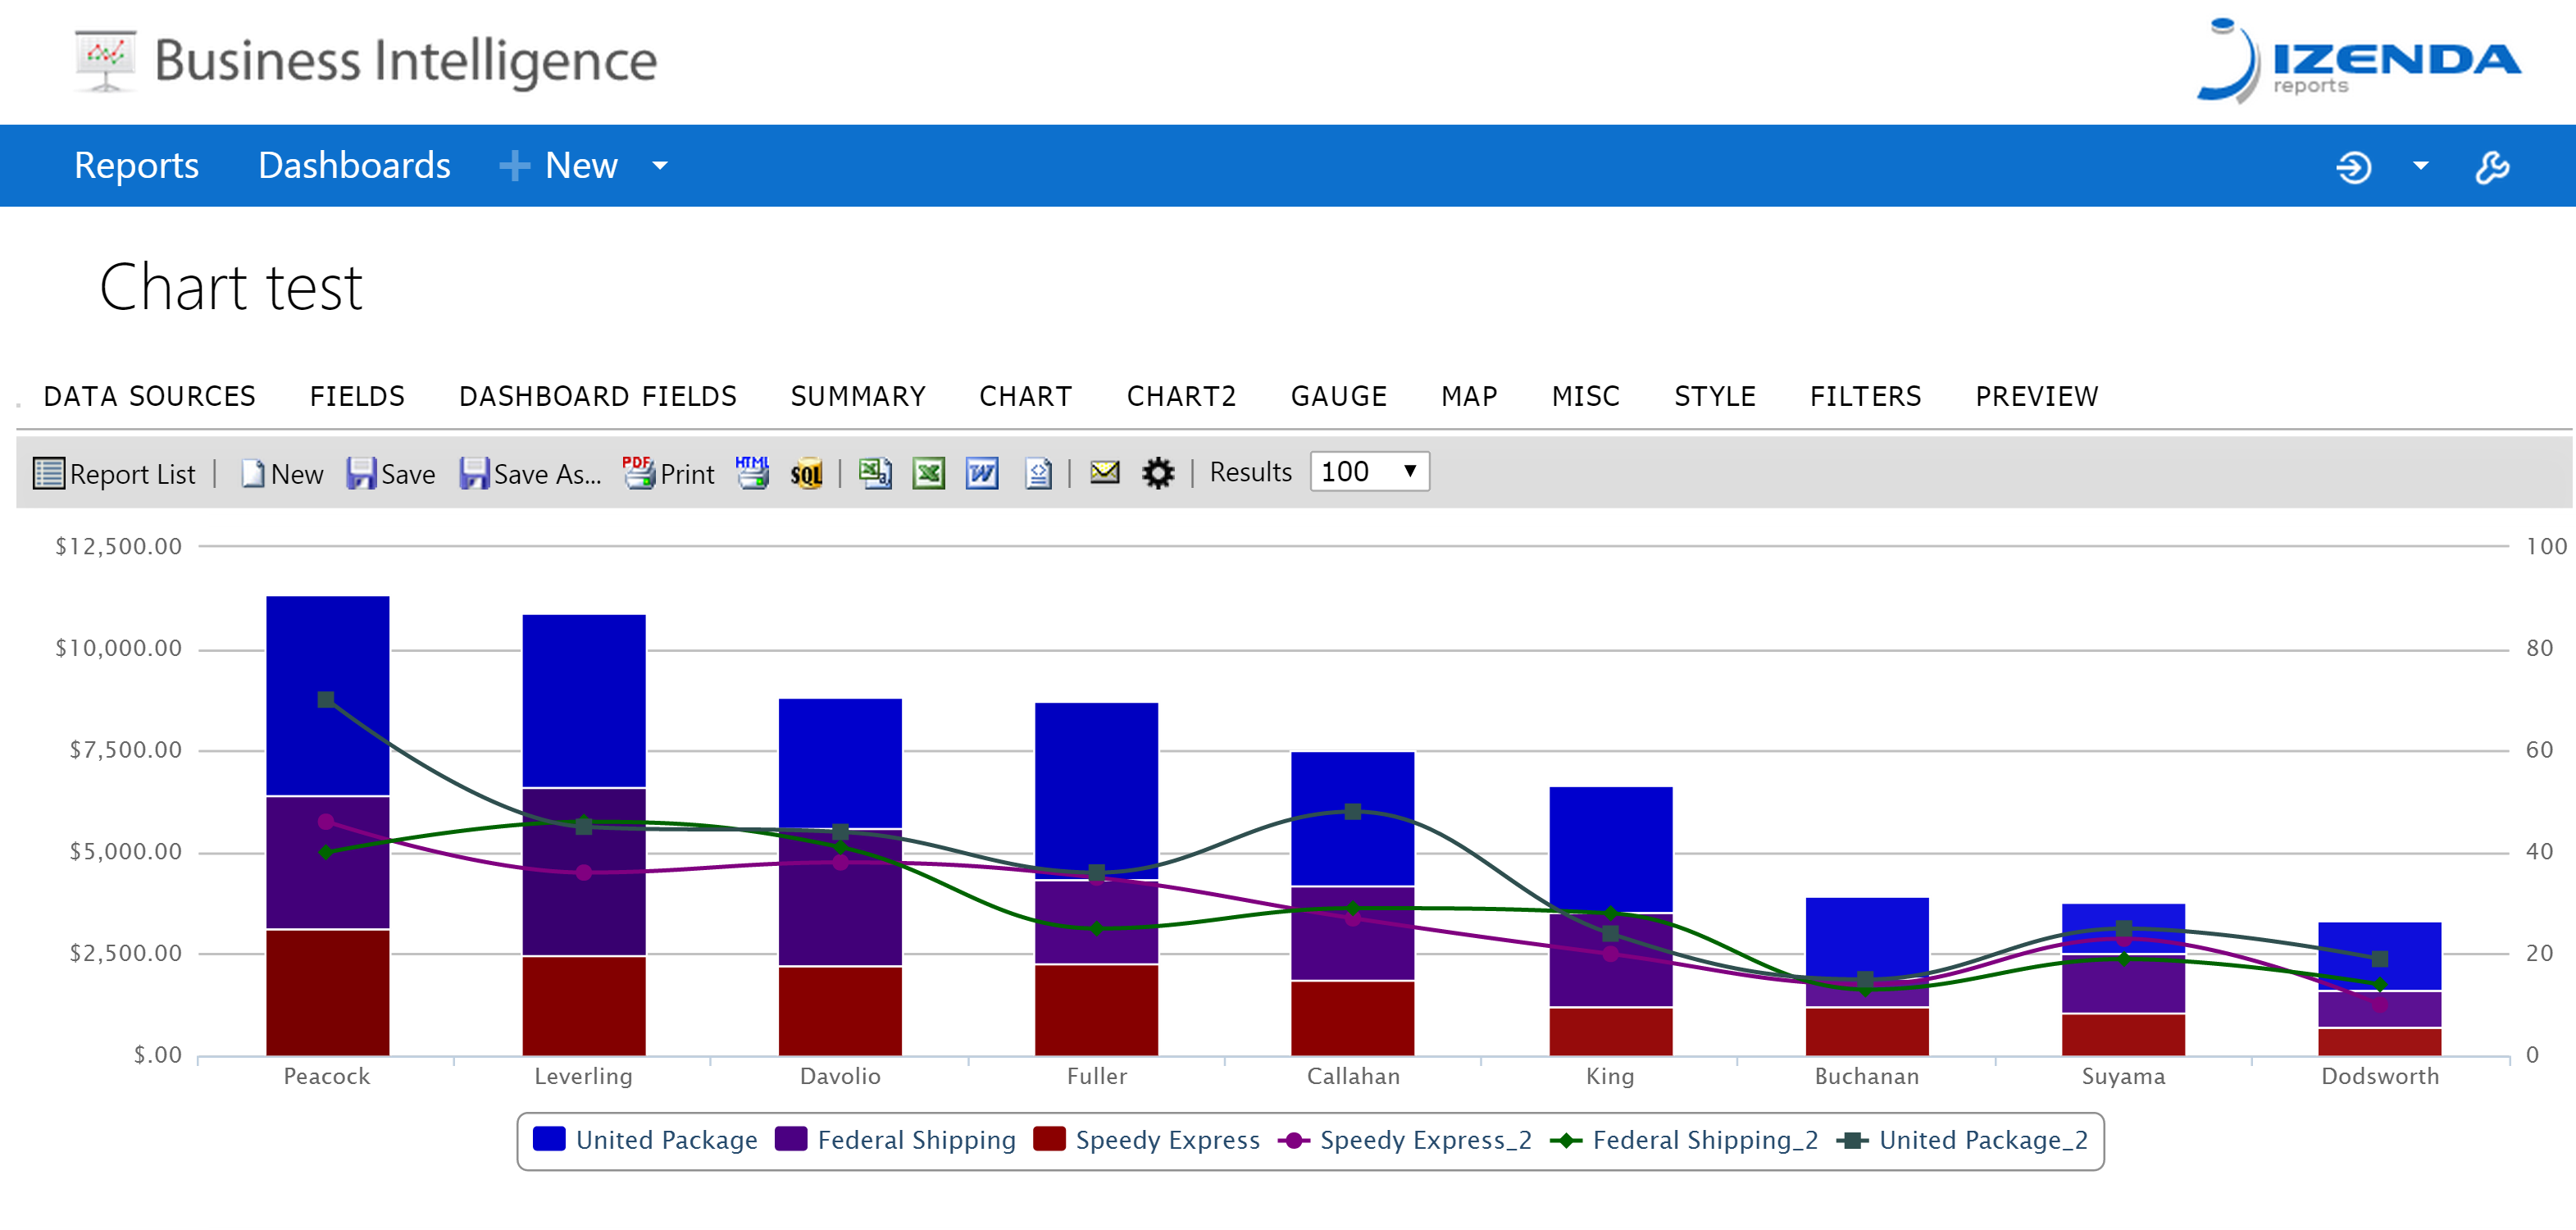 Business Intelligence
IZENDA
reports
Reports Dashboards New
Chart test
DATA SOURCES FIELDS DASHBOARD FIELDS SUMMARY CHART CHART2 GAUGE MAP MISC STYLE FILTERS PREVIEW
Report List | New Save Save As... PDF Print HTML SQL | | Results 100
$12,500.00 100
$10,000.00 80
$7,500.00 60
$5,000.00 40
$2,500.00 20
$.00 0
Peacock Leverling Davolio Fuller Callahan King Buchanan Suyama Dodsworth
United Package Federal Shipping Speedy Express Speedy Express_2 Federal Shipping_2 United Package_2